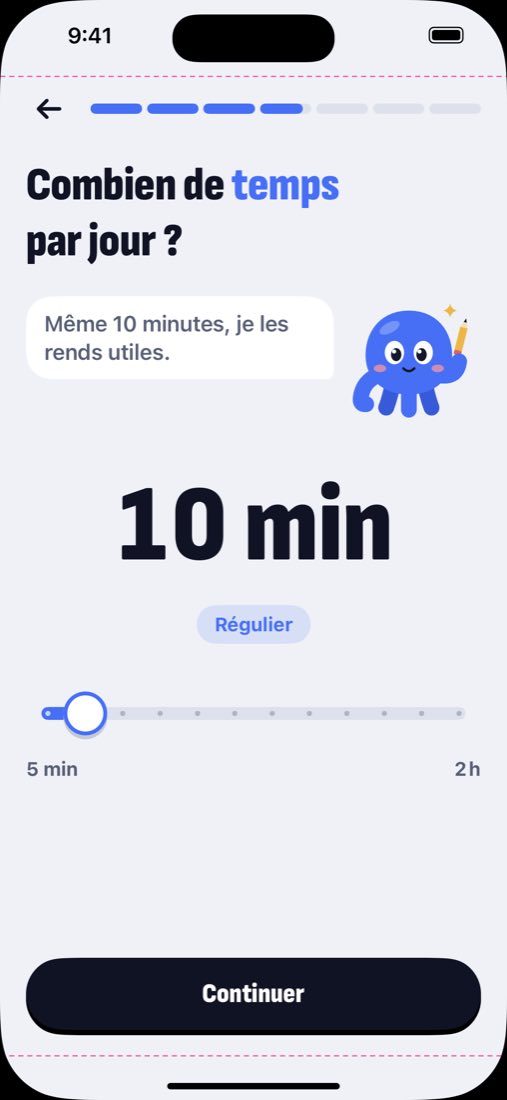 9:41
Combien de temps
par jour ?
Même 10 minutes, je les
rends utiles.
10 min
Régulier
5 min
2 h
Continuer